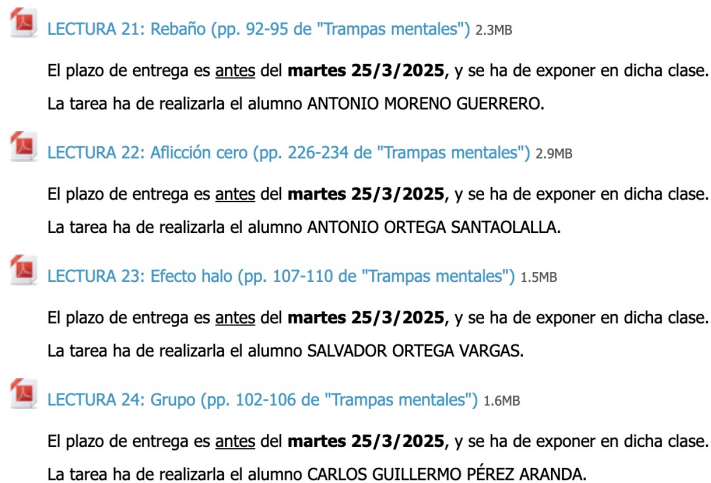 LECTURA 21: Rebaño (pp. 92-95 de "Trampas mentales") 2.3MB
El plazo de entrega es antes del martes 25/3/2025, y se ha de exponer en dicha clase.
La tarea ha de realizarla el alumno ANTONIO MORENO GUERRERO.
LECTURA 22: Aflicción cero (pp. 226-234 de "Trampas mentales") 2.9MB
El plazo de entrega es antes del martes 25/3/2025, y se ha de exponer en dicha clase.
La tarea ha de realizarla el alumno ANTONIO ORTEGA SANTAOLALLA.
LECTURA 23: Efecto halo (pp. 107-110 de "Trampas mentales") 1.5MB
El plazo de entrega es antes del martes 25/3/2025, y se ha de exponer en dicha clase.
La tarea ha de realizarla el alumno SALVADOR ORTEGA VARGAS.
LECTURA 24: Grupo (pp. 102-106 de "Trampas mentales") 1.6MB
El plazo de entrega es antes del martes 25/3/2025, y se ha de exponer en dicha clase.
La tarea ha de realizarla el alumno CARLOS GUILLERMO PÉREZ ARANDA.